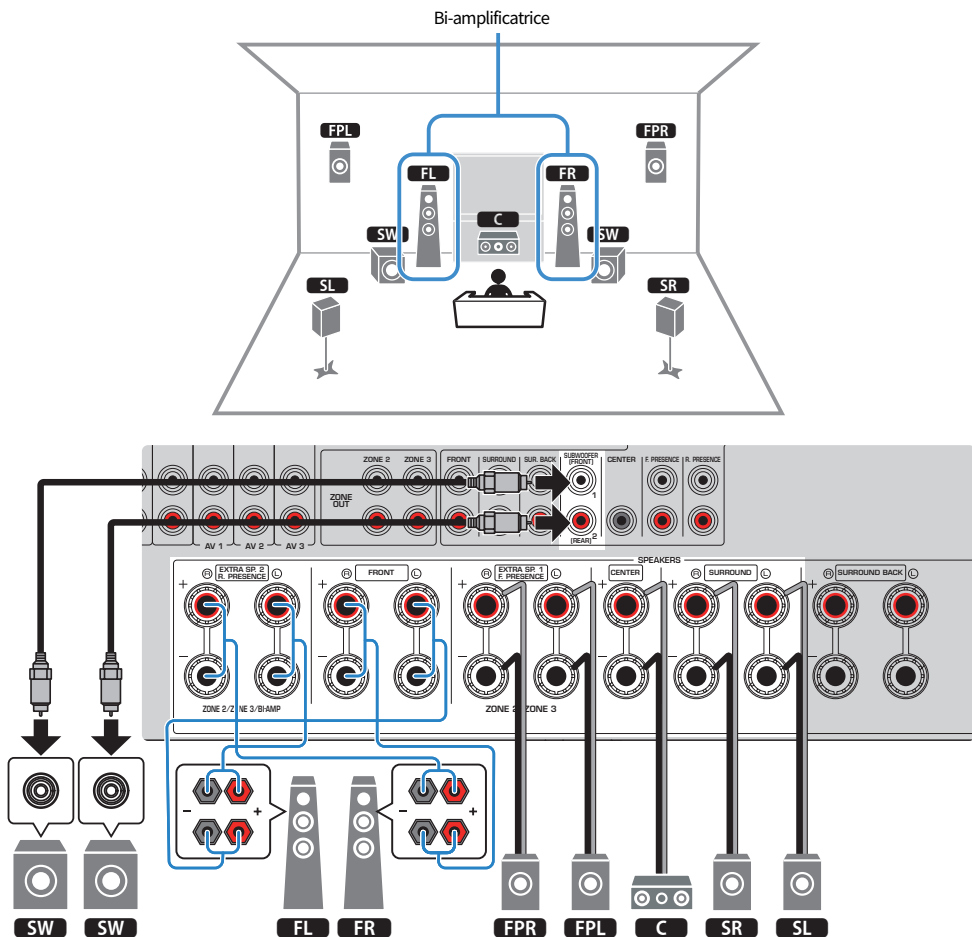 Bi-amplificatrice
FPL
FPR
FL
FR
C
SW
SW
SL
SR
ZONE 2
ZONE 3
FRONT
SURROUND
SUR. BACK
SUBWOOFER
(FRONT)
CENTER
F. PRESENCE
R. PRESENCE
ZONE
OUT
1
2
(REAR)
AV 1
AV 2
AV 3
SPEAKERS
R
EXTRA SP. 2
R. PRESENCE
L
R
FRONT
L
R
EXTRA SP. 1
F. PRESENCE
L
CENTER
R
SURROUND
L
R
SURROUND BACK
L
+
+
+
+
+
+
−
−
−
−
−
−
ZONE 2/ZONE 3/BI-AMP
ZONE 2 ZONE 3
− +
− +
SW
SW
FL
FR
FPR
FPL
C
SR
SL